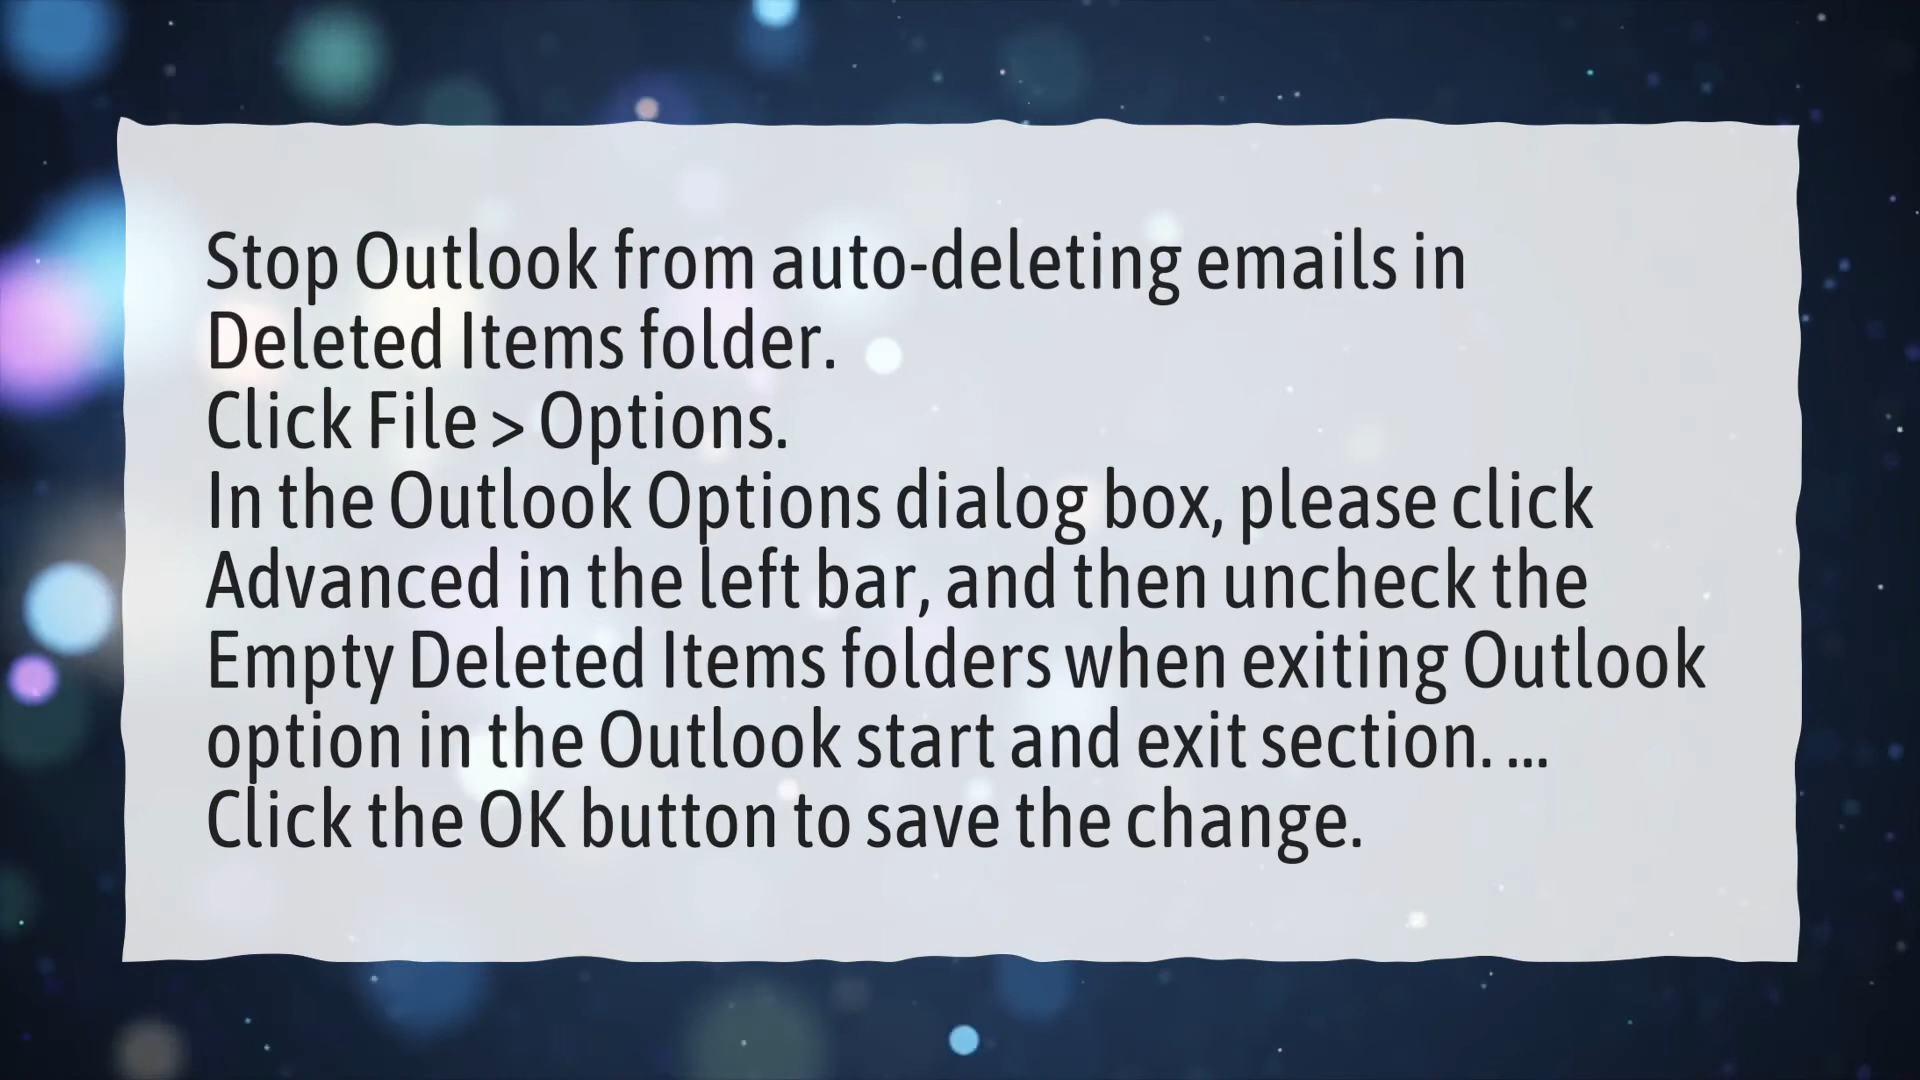 Stop Outlook from auto-deleting emails in
Deleted Items folder.
Click File > Options.
In the Outlook Options dialog box, please click
Advanced in the left bar, and then uncheck the
Empty Deleted Items folders when exiting Outlook
option in the Outlook start and exit section. ...
Click the OK button to save the change.